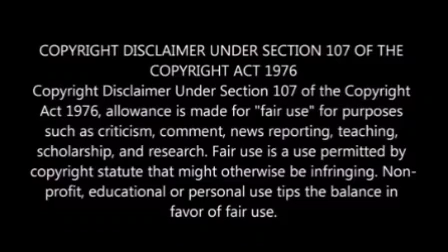 COPYRIGHT DISCLAIMER UNDER SECTION 107 OF THE
COPYRIGHT ACT 1976
Copyright Disclaimer Under Section 107 of the Copyright
Act 1976, allowance is made for "fair use" for purposes
such as criticism, comment, news reporting, teaching,
scholarship, and research. Fair use is a use permitted by
copyright statute that might otherwise be infringing. Non-
profit, educational or personal use tips the balance in
favor of fair use.